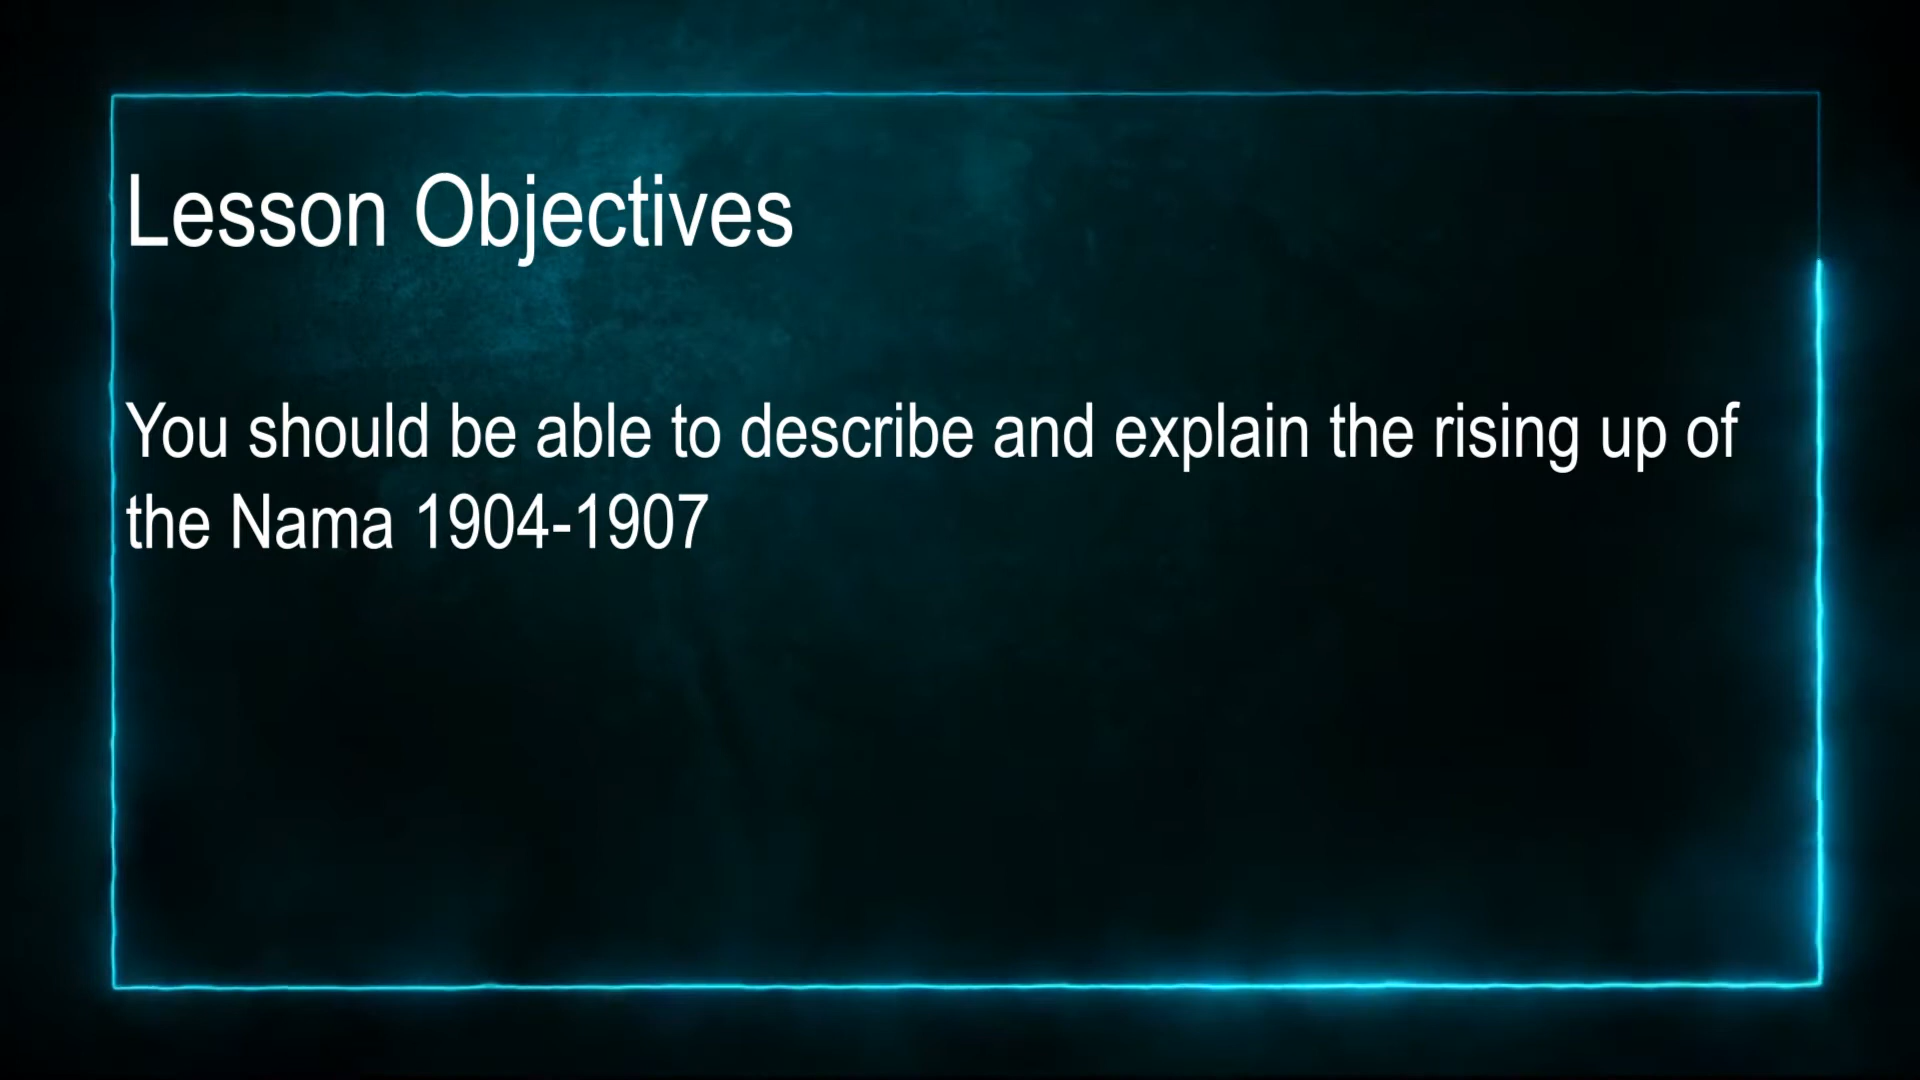 Lesson Objectives
You should be able to describe and explain the rising up of
the Nama 1904-1907